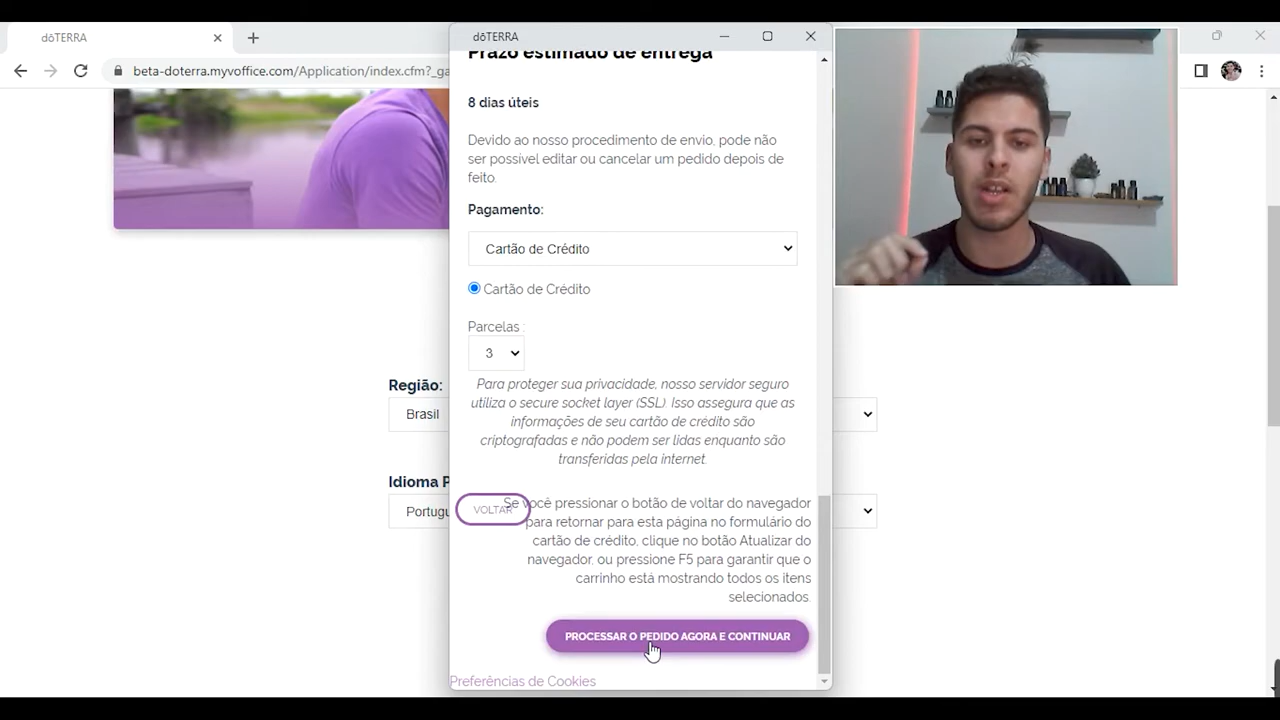 dōTERRA
beta-doterra.myvoffice.com/Application/index.cfm?_ga
dōTERRA
Prazo estimado de entrega
8 dias úteis
Devido ao nosso procedimento de envio, pode não
ser possível editar ou cancelar um pedido depois de
feito.
Pagamento:
Cartão de Crédito
Cartão de Crédito
Parcelas :
3
Para proteger sua privacidade, nosso servidor seguro
utiliza o secure socket layer (SSL). Isso assegura que as
informações de seu cartão de crédito são
criptografadas e não podem ser lidas enquanto são
transferidas pela internet.
Região:
Brasil
Idioma P
Portugu
VOLTAR
Se você pressionar o botão de voltar do navegador
para retornar para esta página no formulário do
cartão de crédito, clique no botão Atualizar do
navegador, ou pressione F5 para garantir que o
carrinho está mostrando todos os itens
selecionados.
PROCESSAR O PEDIDO AGORA E CONTINUAR
Preferências de Cookies